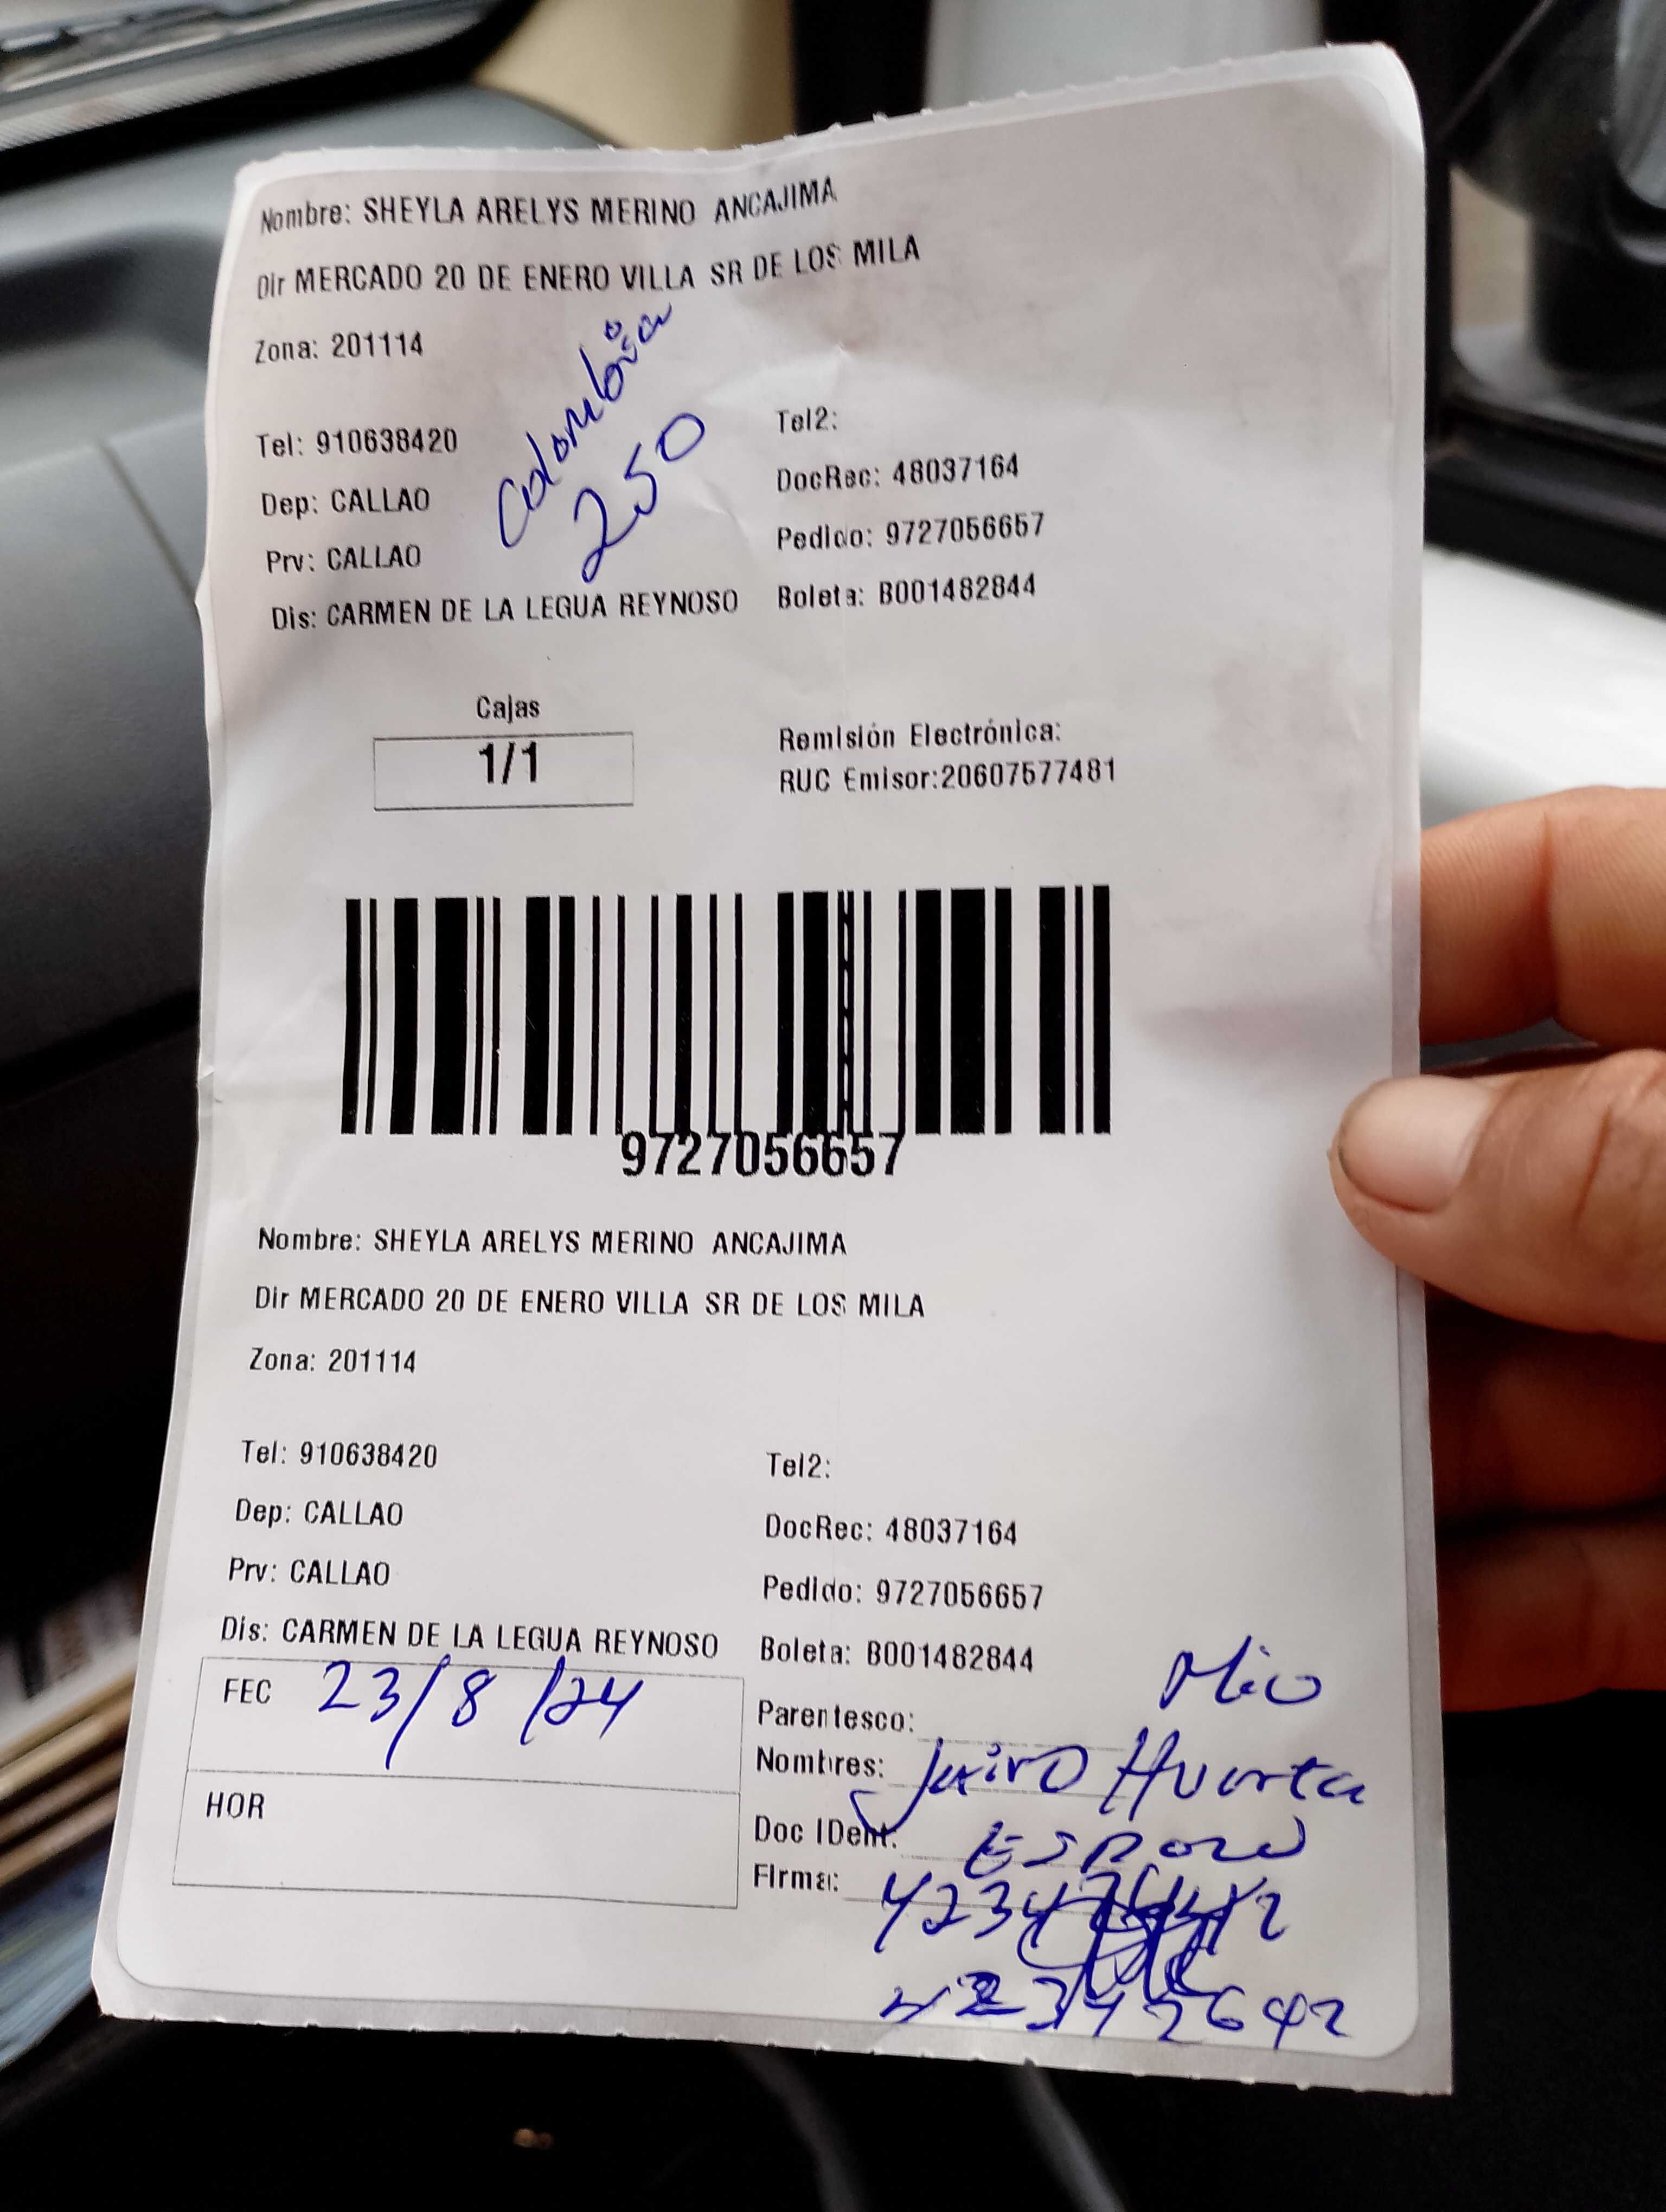 Nombre: SHEYLA ARELYS MERINO ANCAJIMA
Dir MERCADO 20 DE ENERO VILLA SR DE LOS MILA
Zona: 201114
Colombia
250
Tel: 910638420
Tel2:
Dep: CALLAO
DocRec: 48037164
Prv: CALLAO
Pedido: 9727056657
Dis: CARMEN DE LA LEGUA REYNOSO
Boleta: B001482844
Cajas
1/1
Remisión Electrónica:
RUC Emisor:20607577481
9727056657
Nombre: SHEYLA ARELYS MERINO ANCAJIMA
Dir MERCADO 20 DE ENERO VILLA SR DE LOS MILA
Zona: 201114
Tel: 910638420
Tel2:
Dep: CALLAO
DocRec: 48037164
Prv: CALLAO
Pedido: 9727056657
Dis: CARMEN DE LA LEGUA REYNOSO
Boleta: B001482844
FEC 23/8/24
HOR
Parentesco:
Nombres: Jairo Huerta
Doc IDent:
Firma: